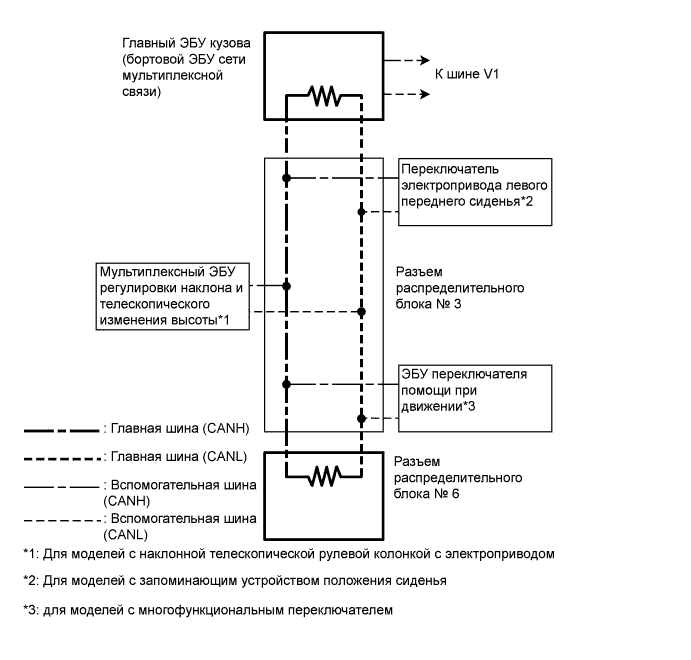 Главный ЭБУ кузова
(бортовой ЭБУ сети
мультиплексной
связи)
К шине V1
Переключатель
электропривода левого
переднего сиденья*2
Мультиплексный ЭБУ
регулировки наклона и
телескопического
изменения высоты*1
Разъем
распределительного
блока № 3
ЭБУ переключателя
помощи при
движении*3
: Главная шина (CANH)
: Главная шина (CANL)
Разъем
распределительного
блока № 6
: Вспомогательная шина
(CANH)
: Вспомогательная шина
(CANL)
*1: Для моделей с наклонной телескопической рулевой колонкой с электроприводом
*2: Для моделей с запоминающим устройством положения сиденья
*3: для моделей с многофункциональным переключателем